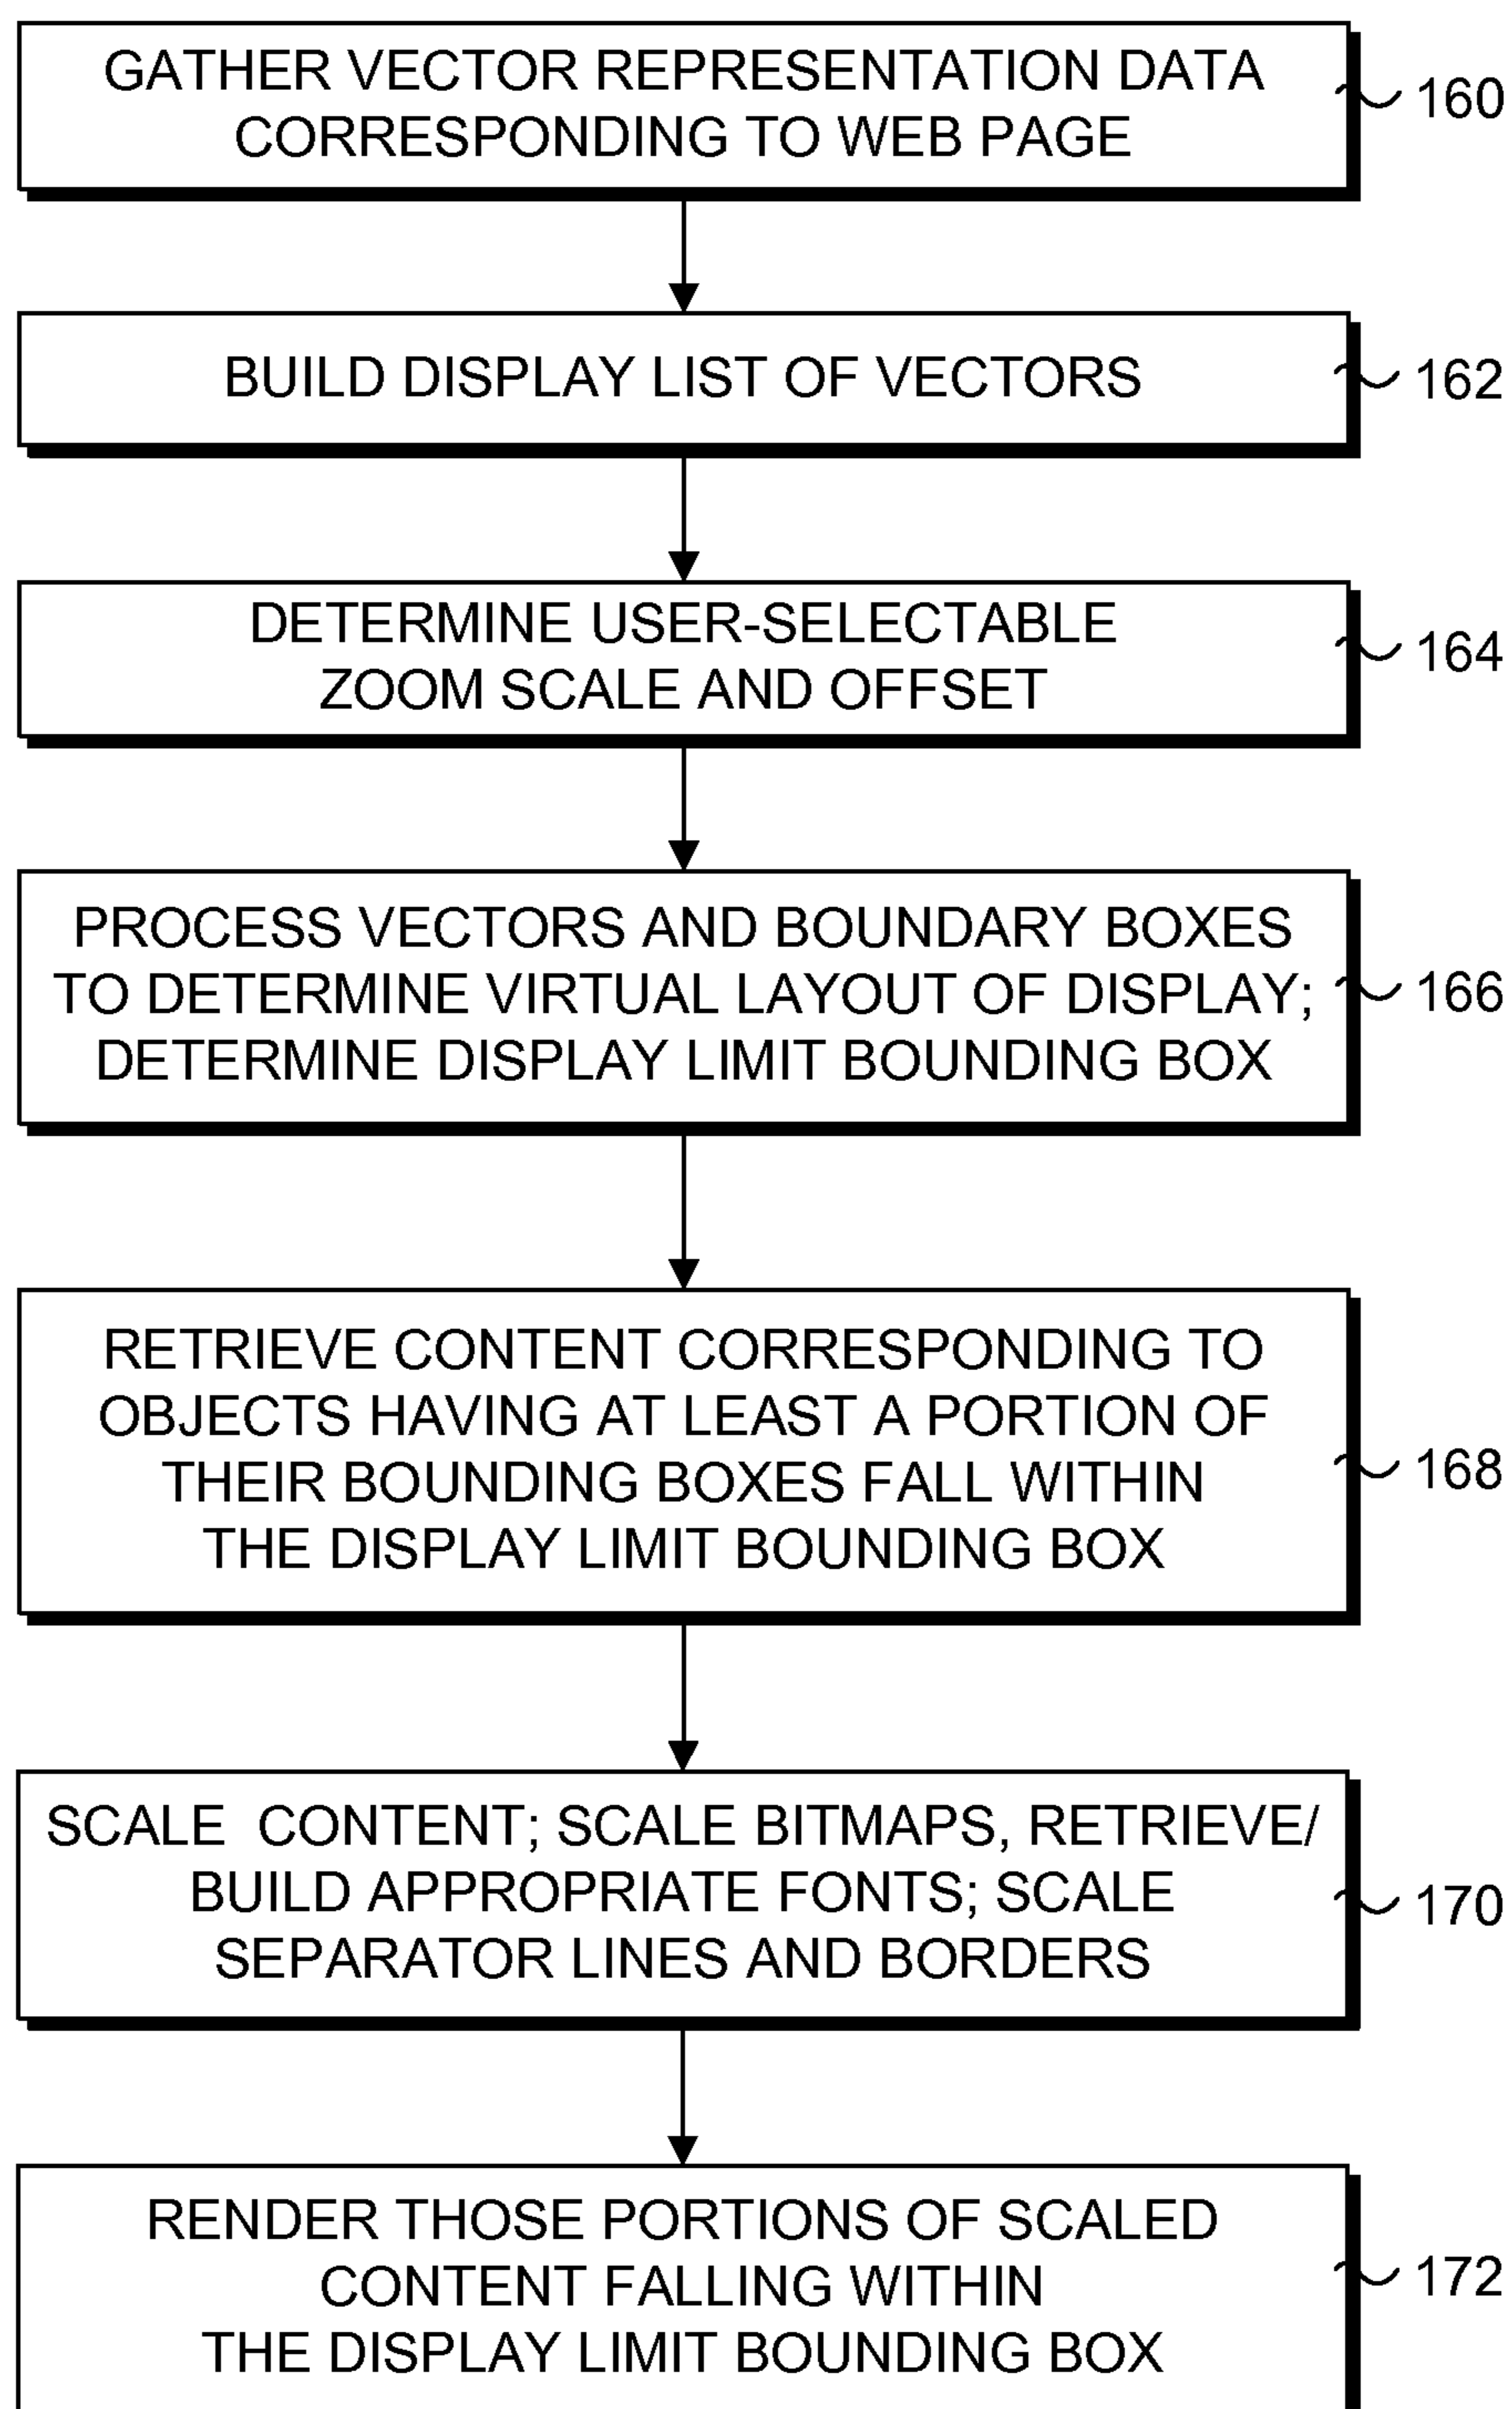 GATHER VECTOR REPRESENTATION DATA
CORRESPONDING TO WEB PAGE
160
BUILD DISPLAY LIST OF VECTORS
162
DETERMINE USER-SELECTABLE
ZOOM SCALE AND OFFSET
164
PROCESS VECTORS AND BOUNDARY BOXES
TO DETERMINE VIRTUAL LAYOUT OF DISPLAY;
DETERMINE DISPLAY LIMIT BOUNDING BOX
166
RETRIEVE CONTENT CORRESPONDING TO
OBJECTS HAVING AT LEAST A PORTION OF
THEIR BOUNDING BOXES FALL WITHIN
THE DISPLAY LIMIT BOUNDING BOX
168
SCALE CONTENT; SCALE BITMAPS, RETRIEVE/
BUILD APPROPRIATE FONTS; SCALE
SEPARATOR LINES AND BORDERS
170
RENDER THOSE PORTIONS OF SCALED
CONTENT FALLING WITHIN
THE DISPLAY LIMIT BOUNDING BOX
172